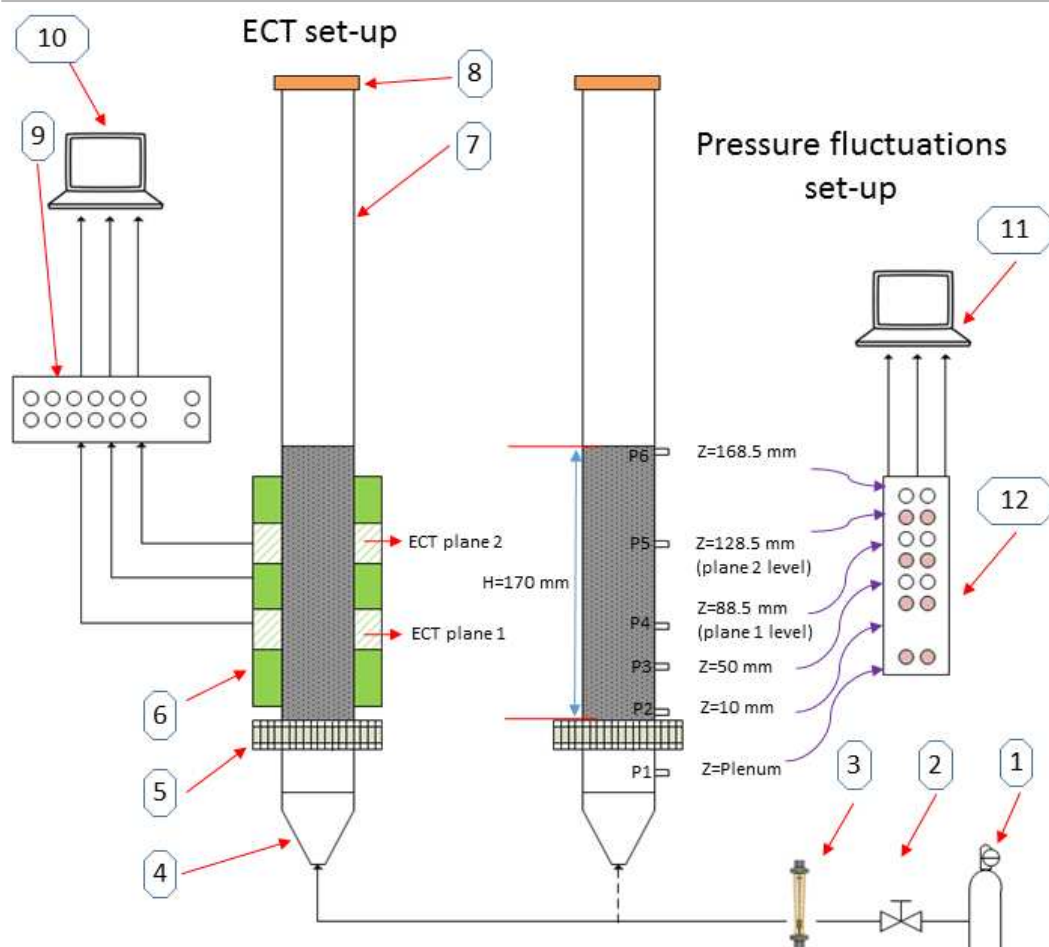 10
ECT set-up
8
9
7
Pressure fluctuations
set-up
11
P6
Z=168.5 mm
12
ECT plane 2
P5
Z=128.5 mm
(plane 2 level)
H=170 mm
Z=88.5 mm
(plane 1 level)
ECT plane 1
P4
P3
Z=50 mm
6
P2
Z=10 mm
5
P1
Z=Plenum
3
2
1
4